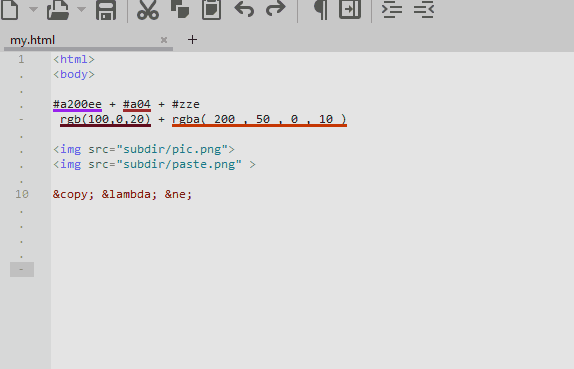 my.html
1 <html>
<body>
#a200ee + #a04 + #zze
rgb(100,0,20) + rgba( 200 , 50 , 0 , 10 )
<img src="subdir/pic.png">
<img src="subdir/paste.png" >
10 &copy; &lambda; &ne;